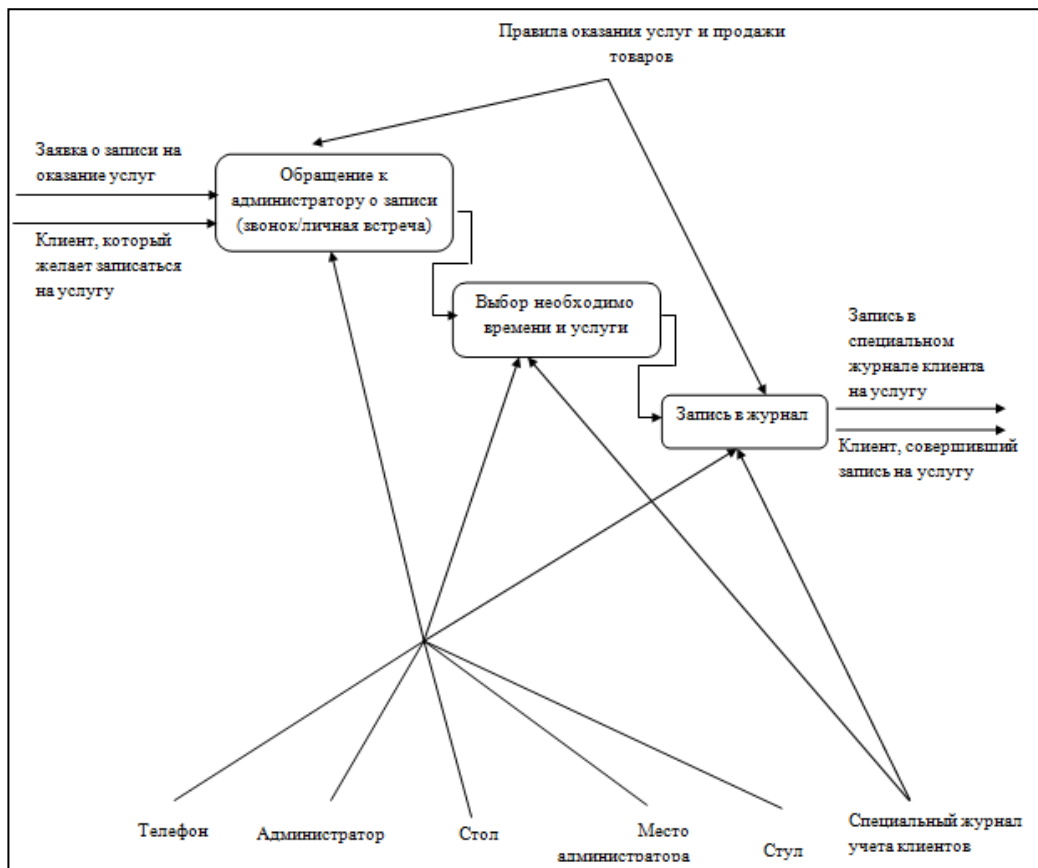 Правила оказания услуг и продажи
товаров
Заявка о записи на
оказание услуг
Клиент, который
желает записаться
на услугу
Обращение к
администратору о записи
(звонок/личная встреча)
Выбор необходимо
времени и услуги
Запись в журнал
Запись в
специальном
журнале клиента
на услугу
Клиент, совершивший
запись на услугу
Телефон
Администратор
Стол
Место
администратора
Стул
Специальный журнал
учета клиентов